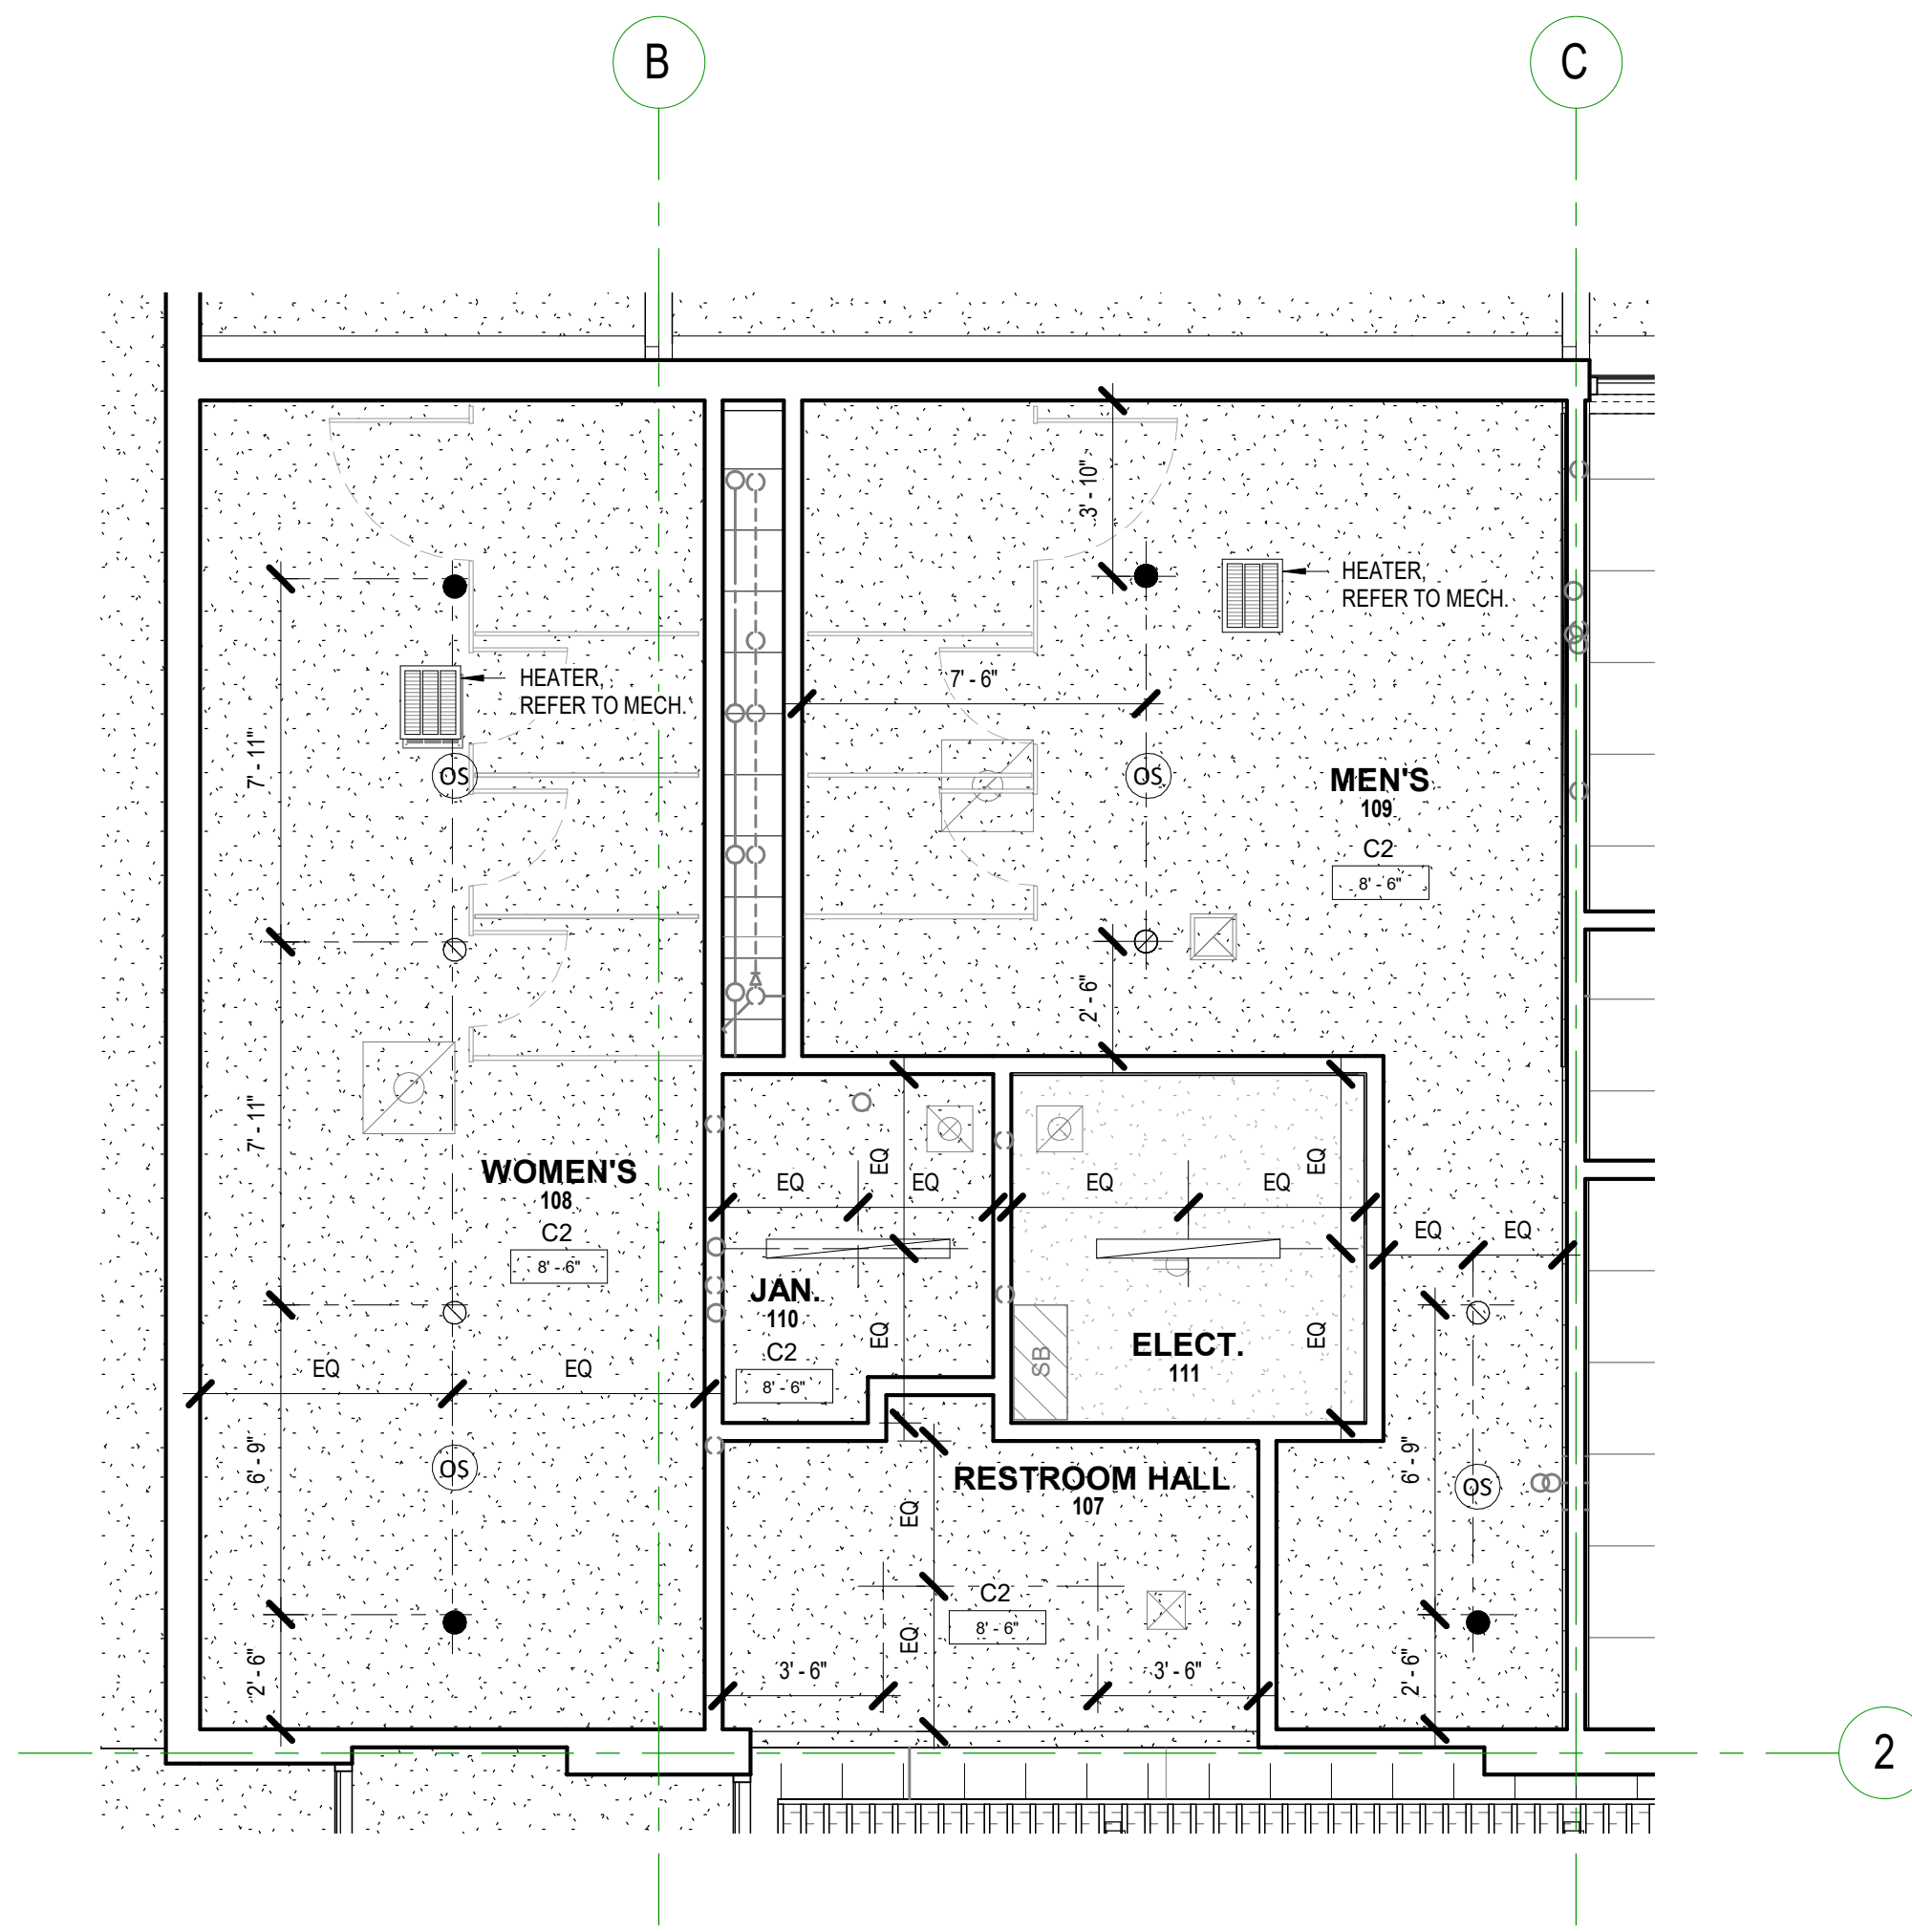 B
C
3' - 10"
HEATER,
REFER TO MECH.
7' - 6"
HEATER,
REFER TO MECH.
7' - 11"
OS
OS
MEN'S
109
C2
8' - 6"
2' - 6"
7' - 11"
WOMEN'S
108
C2
8' - 6"
EQ
EQ
EQ
EQ
EQ
EQ
EQ
EQ
EQ
JAN.
110
C2
8' - 6"
EQ
SB
ELECT.
111
EQ
EQ
EQ
6' - 9"
OS
RESTROOM HALL
107
EQ
6' - 9"
OS
C2
8' - 6"
EQ
3' - 6"
3' - 6"
2' - 6"
2' - 6"
2